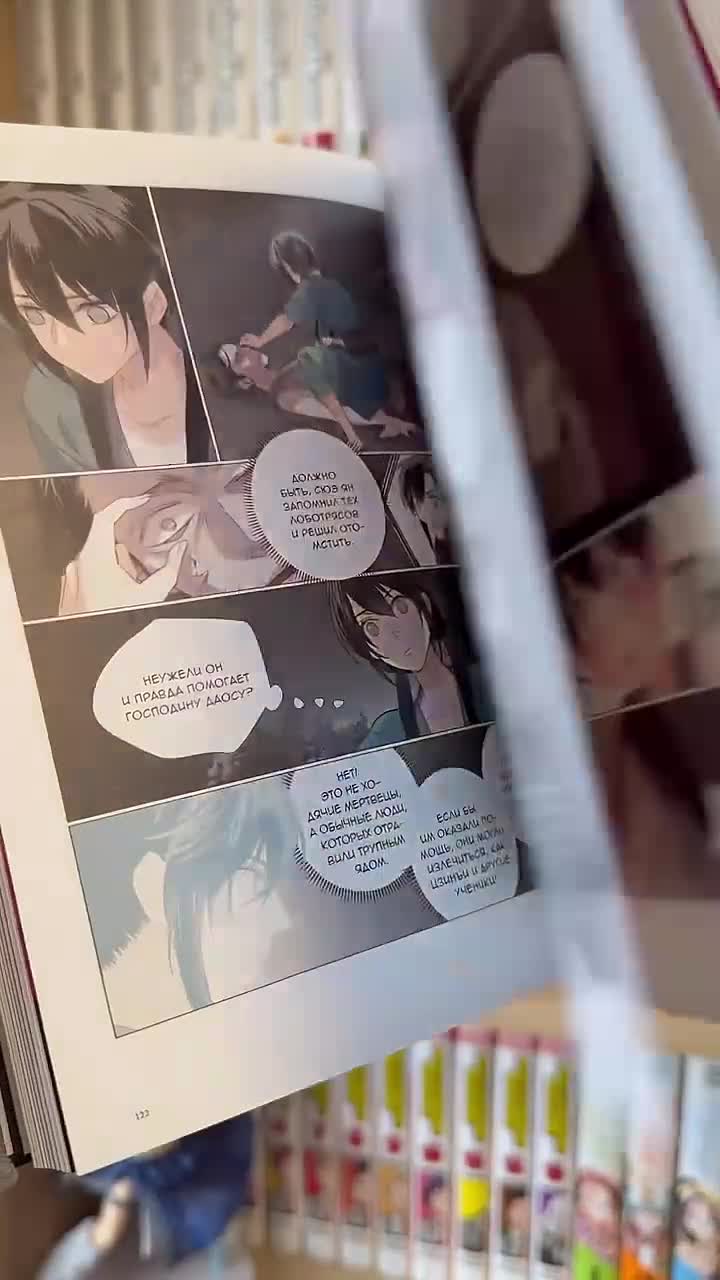 ДОЛЖНО
БЫТЬ, СЮЭ ЯН
ЗАПОМНИЛ ТЕХ
ЛОБОТРЯСОВ
И РЕШИЛ ОТО-
МСТИТЬ.
НЕУЖЕЛИ ОН
И ПРАВДА ПОМОГАЕТ
ГОСПОДИНУ ДАОСУ?
НЕТ!
ЭТО НЕ ХО-
ДЯЧИЕ МЕРТВЕЦЫ,
А ОБЫЧНЫЕ ЛЮДИ,
КОТОРЫХ ОТРА-
ВИЛИ ТРУПНЫМ
ЯДОМ.
ЕСЛИ БЫ
ИМ ОКАЗАЛИ ПО-
МОЩЬ, ОНИ МОГЛИ
ИЗЛЕЧИТЬСЯ, КАК
ЦЗИНЪИ И ДРУГИЕ
УЧЕНИКИ!
122